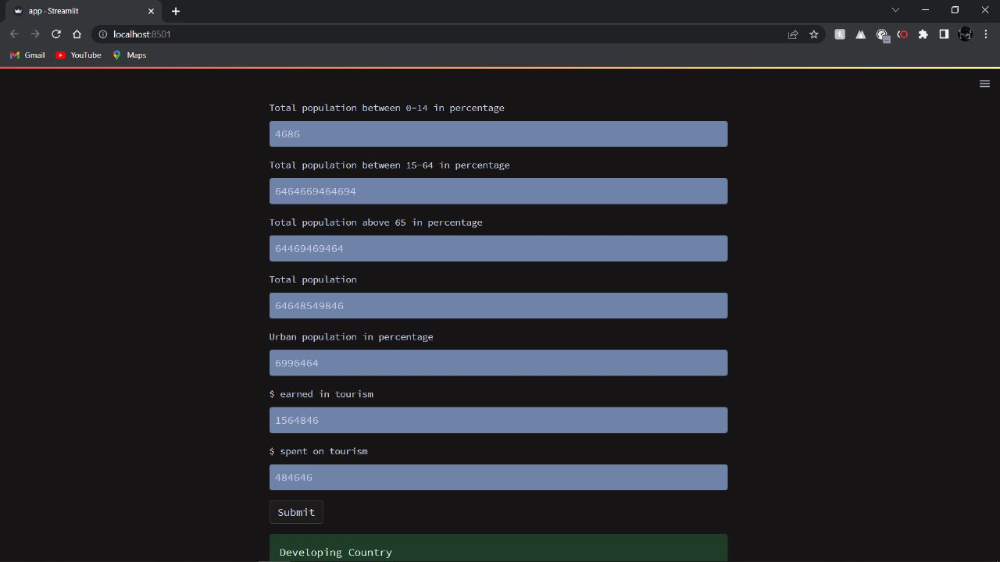 app · Streamlit
localhost:8501
Gmail YouTube Maps
Total population between 0-14 in percentage
4686
Total population between 15-64 in percentage
6464669464694
Total population above 65 in percentage
64469469464
Total population
64648549846
Urban population in percentage
6996464
$ earned in tourism
1564846
$ spent on tourism
484646
Submit
Developing Country